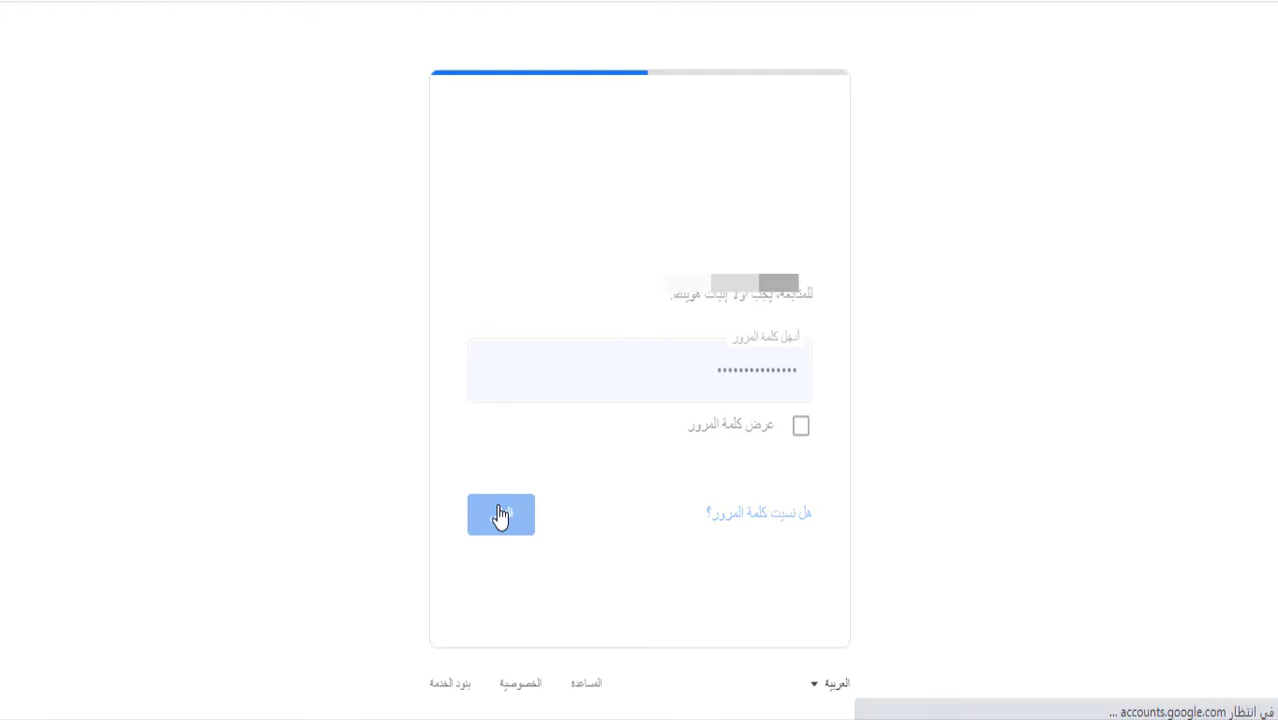 للمتابعة، يجب أولاً إثبات هويتك.
أدخِل كلمة المرور
عرض كلمة المرور
هل نسيت كلمة المرور؟
العربية
المساعدة
الخصوصية
بنود الخدمة
في انتظار accounts.google.com ...